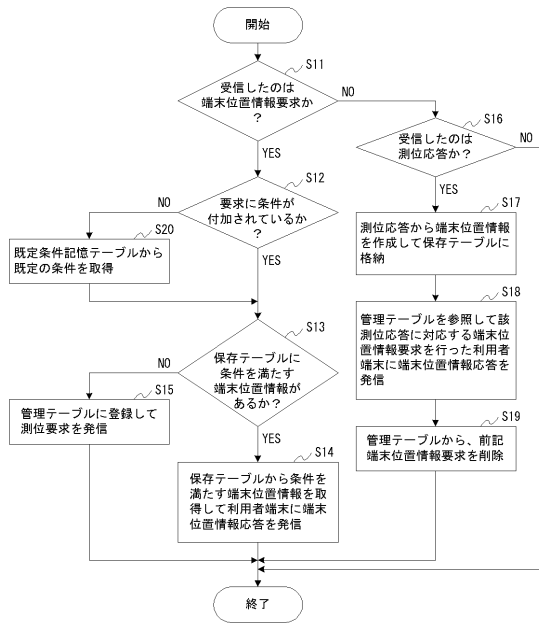 開始
S11
受信したのは
端末位置情報要求か
？
NO
YES
S12
要求に条件が
付加されているか
？
NO
YES
S20
既定条件記憶テーブルから
既定の条件を取得
S13
保存テーブルに
条件を満たす
端末位置情報が
あるか？
NO
YES
S15
管理テーブルに登録して
測位要求を発信
S14
保存テーブルから条件を
満たす端末位置情報を取
得して利用者端末に端末
位置情報応答を発信
S16
受信したのは
測位応答か？
NO
YES
S17
測位応答から端末位置情報
を作成して保存テーブルに
格納
S18
管理テーブルを参照して該
測位応答に対応する端末位
置情報要求を行った利用者
端末に端末位置情報応答を
発信
S19
管理テーブルから、前記
端末位置情報要求を削除
終了